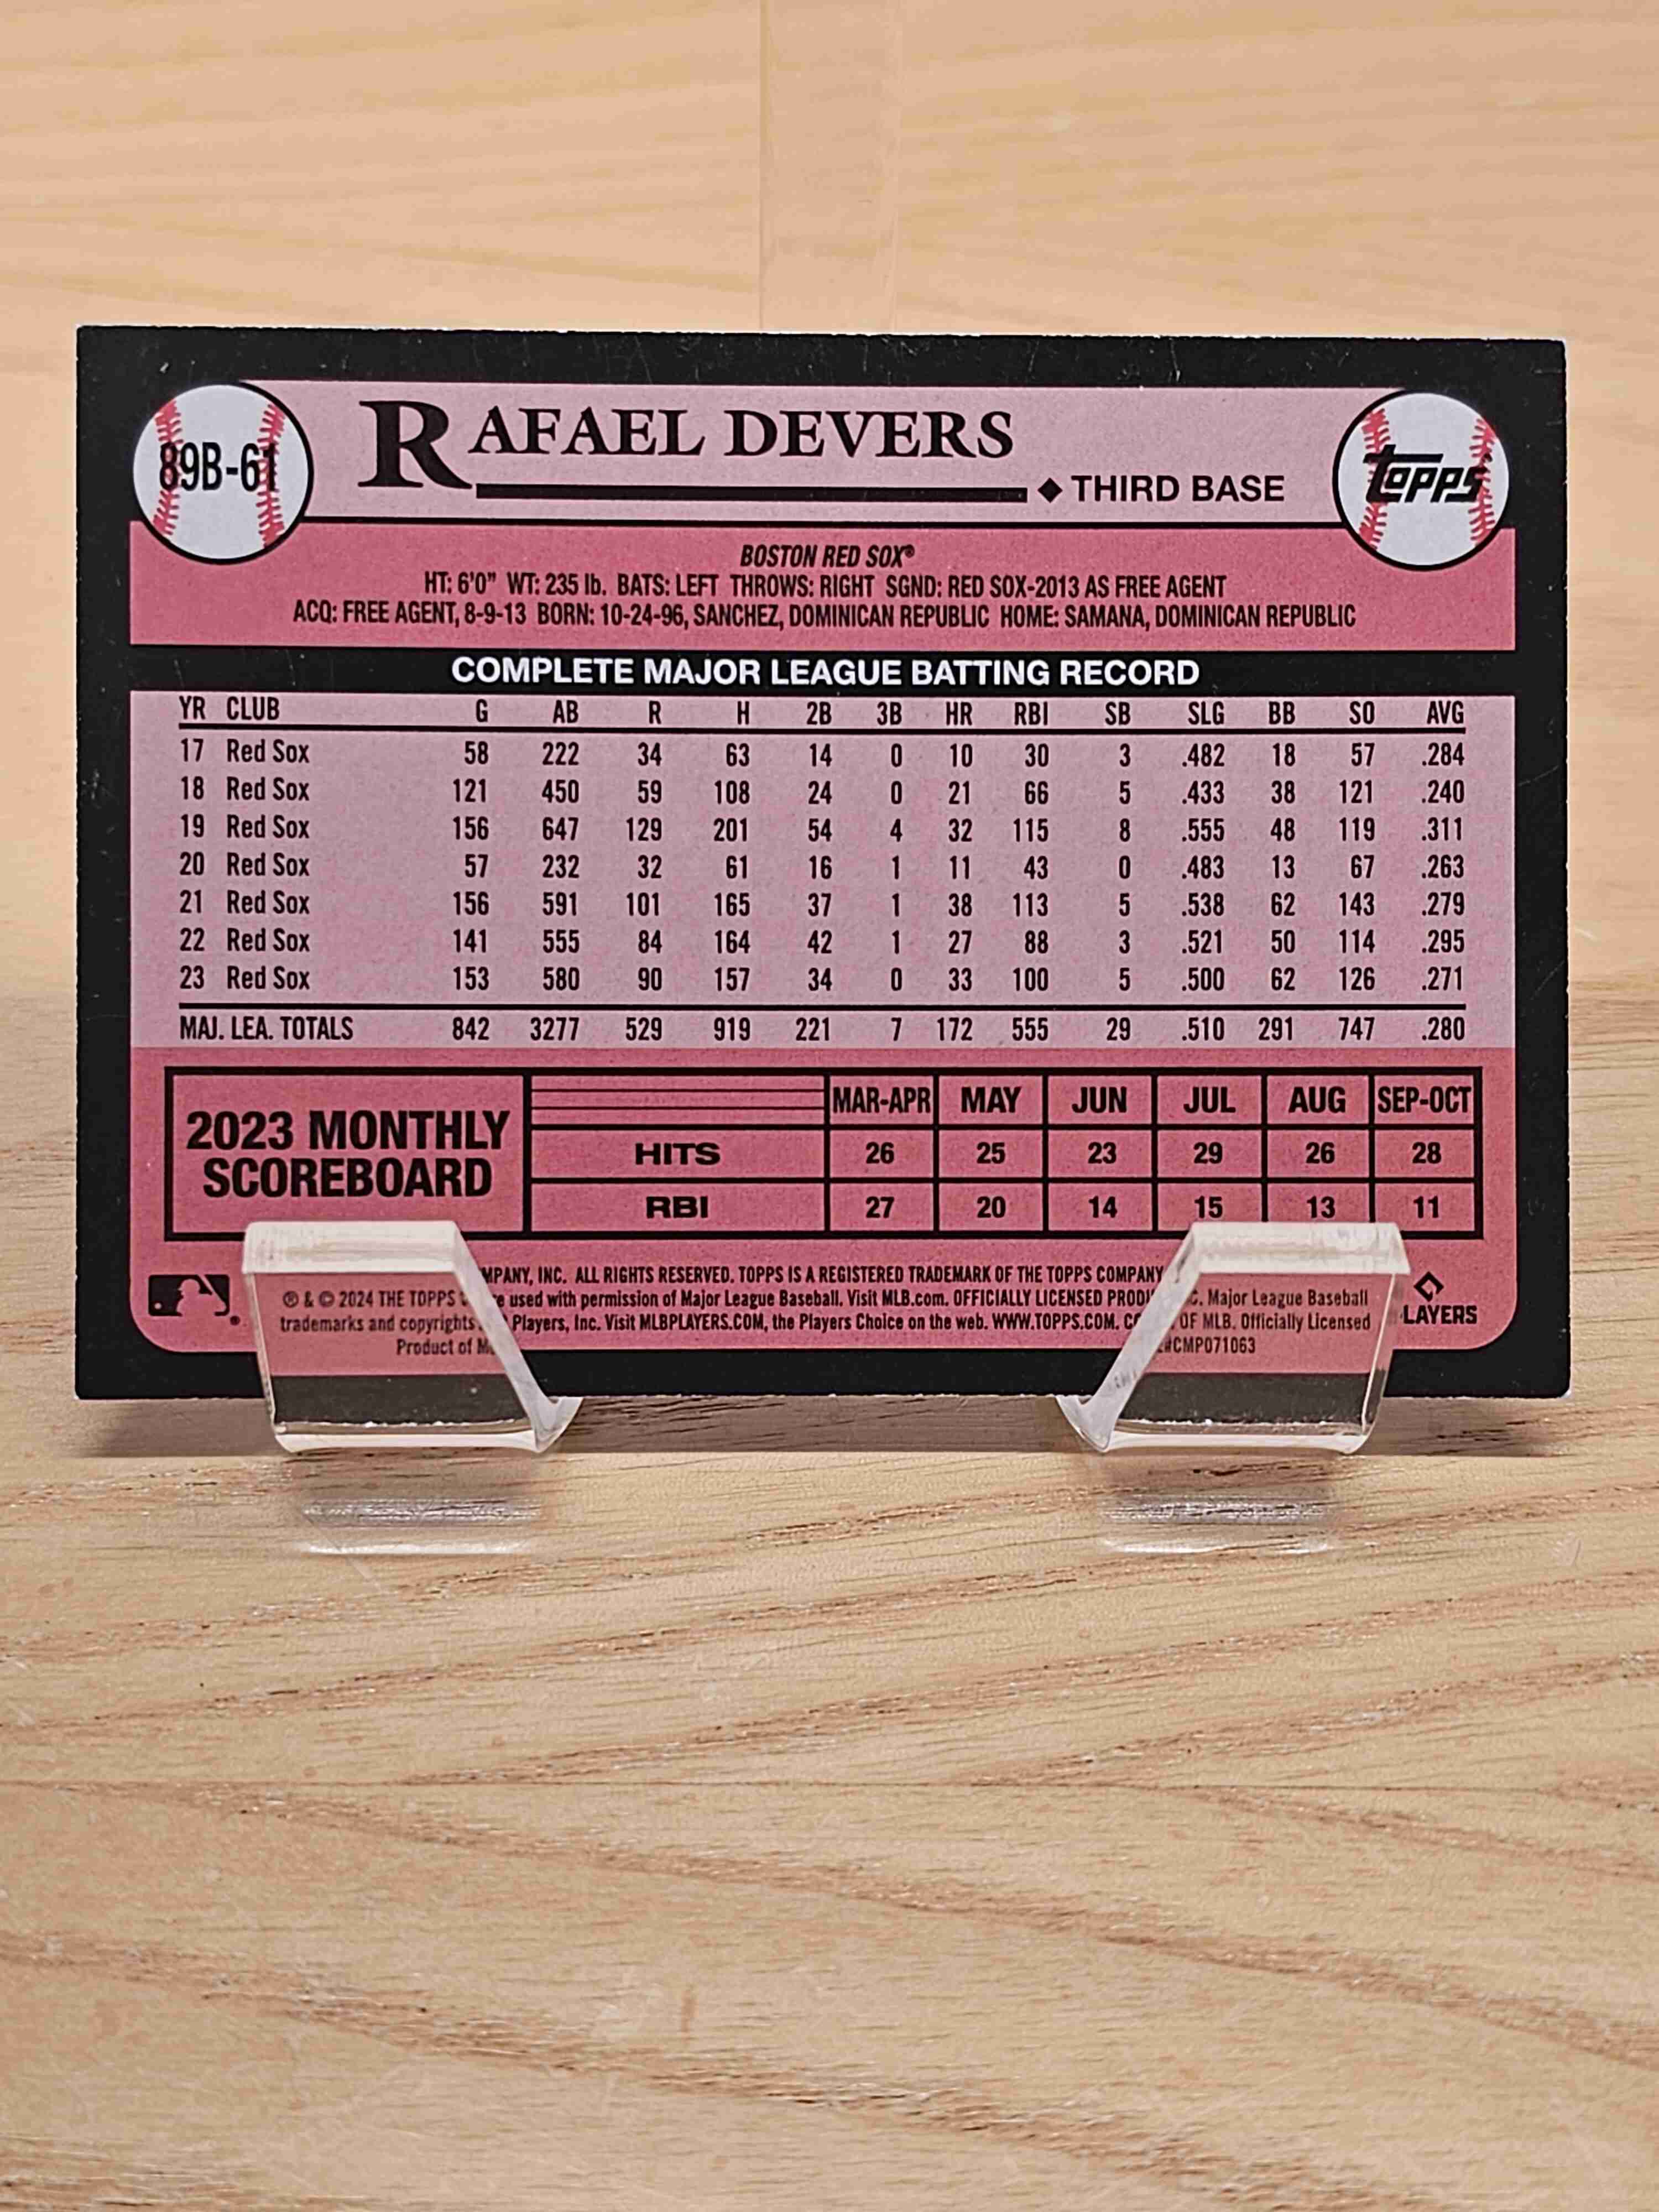 89B-61
RAFAEL DEVERS
◆ THIRD BASE
topps
BOSTON RED SOX®
HT: 6'0" WT: 235 lb. BATS: LEFT THROWS: RIGHT SGND: RED SOX-2013 AS FREE AGENT
ACQ: FREE AGENT, 8-9-13 BORN: 10-24-96, SANCHEZ, DOMINICAN REPUBLIC HOME: SAMANA, DOMINICAN REPUBLIC
COMPLETE MAJOR LEAGUE BATTING RECORD
YR CLUB G AB R H 2B 3B HR RBI SB SLG BB SO AVG
17 Red Sox 58 222 34 63 14 0 10 30 3 .482 18 57 .284
18 Red Sox 121 450 59 108 24 0 21 66 5 .433 38 121 .240
19 Red Sox 156 647 129 201 54 4 32 115 8 .555 48 119 .311
20 Red Sox 57 232 32 61 16 1 11 43 0 .483 13 67 .263
21 Red Sox 156 591 101 165 37 1 38 113 5 .538 62 143 .279
22 Red Sox 141 555 84 164 42 1 27 88 3 .521 50 114 .295
23 Red Sox 153 580 90 157 34 0 33 100 5 .500 62 126 .271
MAJ. LEA. TOTALS 842 3277 529 919 221 7 172 555 29 .510 291 747 .280
2023 MONTHLY SCOREBOARD
MAR-APR MAY JUN JUL AUG SEP-OCT
HITS 26 25 23 29 26 28
RBI 27 20 14 15 13 11
INC. ALL RIGHTS RESERVED. TOPPS IS A REGISTERED TRADEMARK OF THE TOPPS COMPANY
® & © 2024 THE TOPPS used with permission of Major League Baseball. Visit MLB.com. OFFICIALLY LICENSED Major League Baseball
trademarks and copyrights Players, Inc. Visit MLBPLAYERS.COM, the Players Choice on the web. WWW.TOPPS.COM. OF MLB. Officially Licensed
Product of CMP071063